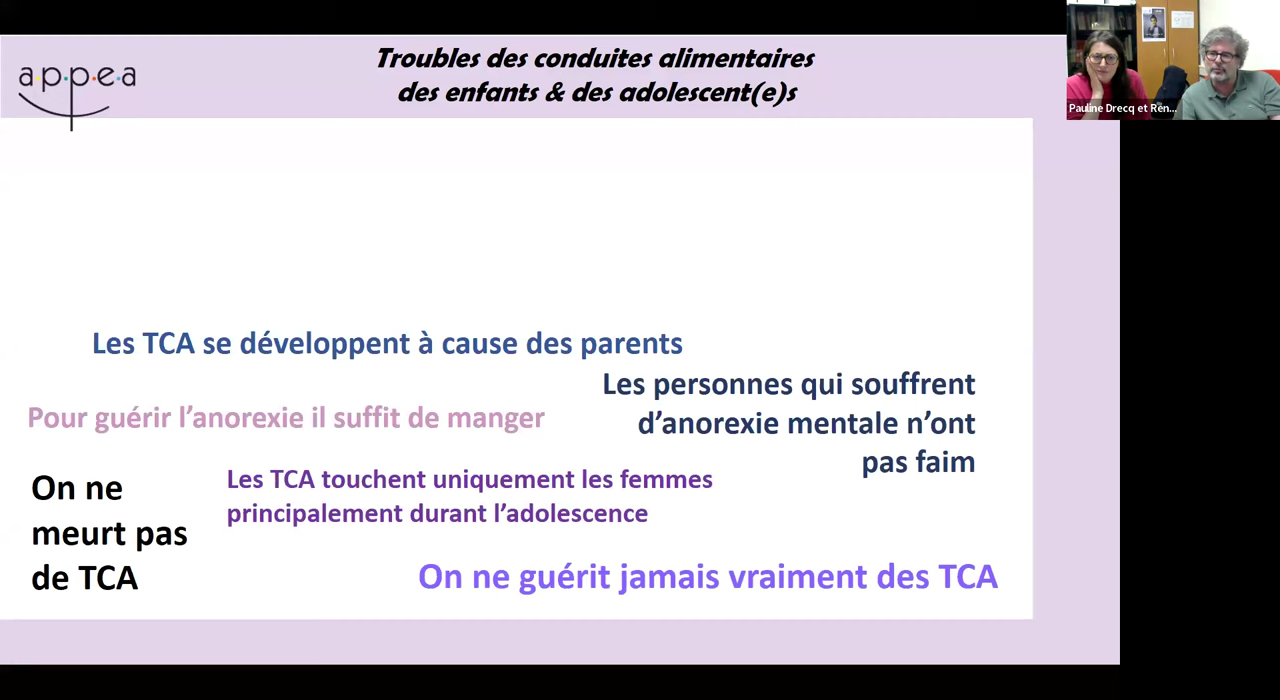 Troubles des conduites alimentaires
des enfants & des adolescent(e)s
appea
Pauline Drecq et Rén...
Les TCA se développent à cause des parents
Les personnes qui souffrent
d’anorexie mentale n’ont
pas faim
Pour guérir l’anorexie il suffit de manger
On ne
meurt pas
de TCA
Les TCA touchent uniquement les femmes
principalement durant l’adolescence
On ne guérit jamais vraiment des TCA